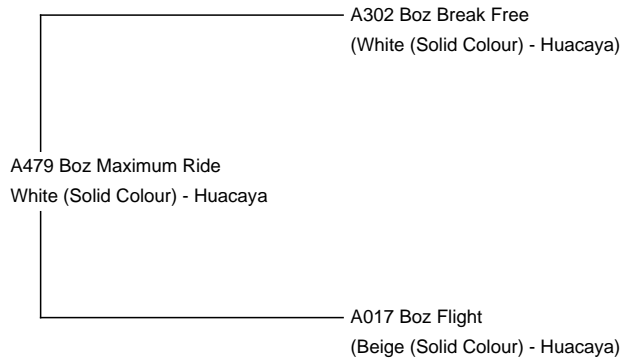 A302 Boz Break Free
(White (Solid Colour) - Huacaya)
A479 Boz Maximum Ride
White (Solid Colour) - Huacaya
A017 Boz Flight
(Beige (Solid Colour) - Huacaya)